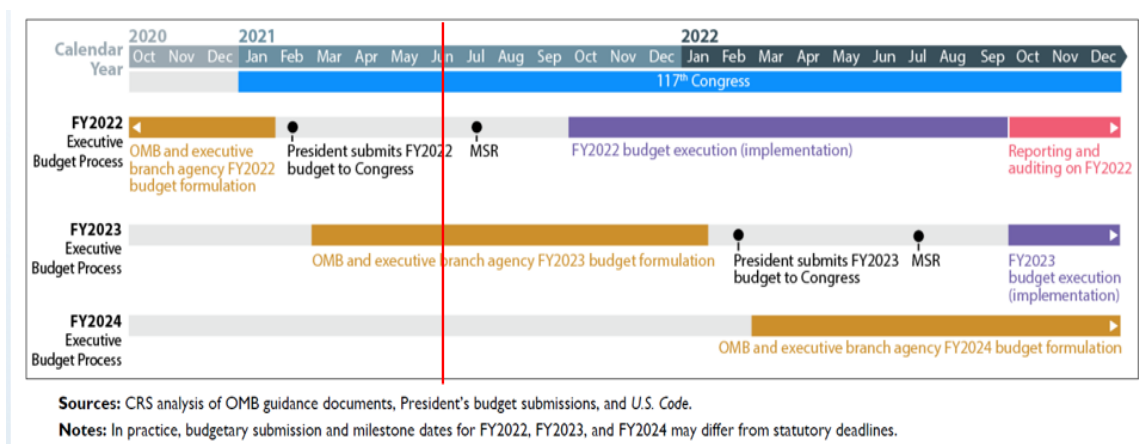 2020 2021 2022
Calendar Year
Oct Nov Dec Jan Feb Mar Apr May Jun Jul Aug Sep Oct Nov Dec Jan Feb Mar Apr May Jun Jul Aug Sep Oct Nov Dec
117th Congress
FY2022
Executive
Budget Process
OMB and executive
branch agency FY2022
budget formulation
President submits FY2022
budget to Congress
MSR
FY2022 budget execution (implementation)
Reporting and
auditing on FY2022
FY2023
Executive
Budget Process
OMB and executive branch agency FY2023 budget formulation
President submits FY2023
budget to Congress
MSR
FY2023
budget execution
(implementation)
FY2024
Executive
Budget Process
OMB and executive branch agency FY2024 budget formulation
Sources: CRS analysis of OMB guidance documents, President's budget submissions, and U.S. Code.
Notes: In practice, budgetary submission and milestone dates for FY2022, FY2023, and FY2024 may differ from statutory deadlines.